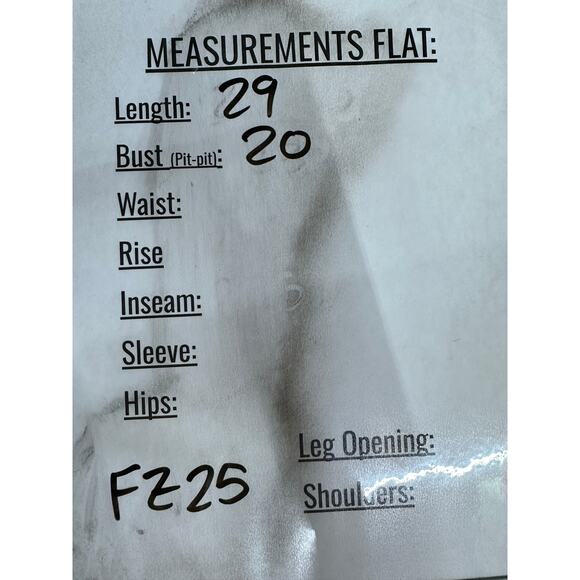 MEASUREMENTS FLAT:
Length: 29
Bust (Pit-pit): 20
Waist:
Rise
Inseam:
Sleeve:
Hips:
Leg Opening:
FZ25
Shoulders: